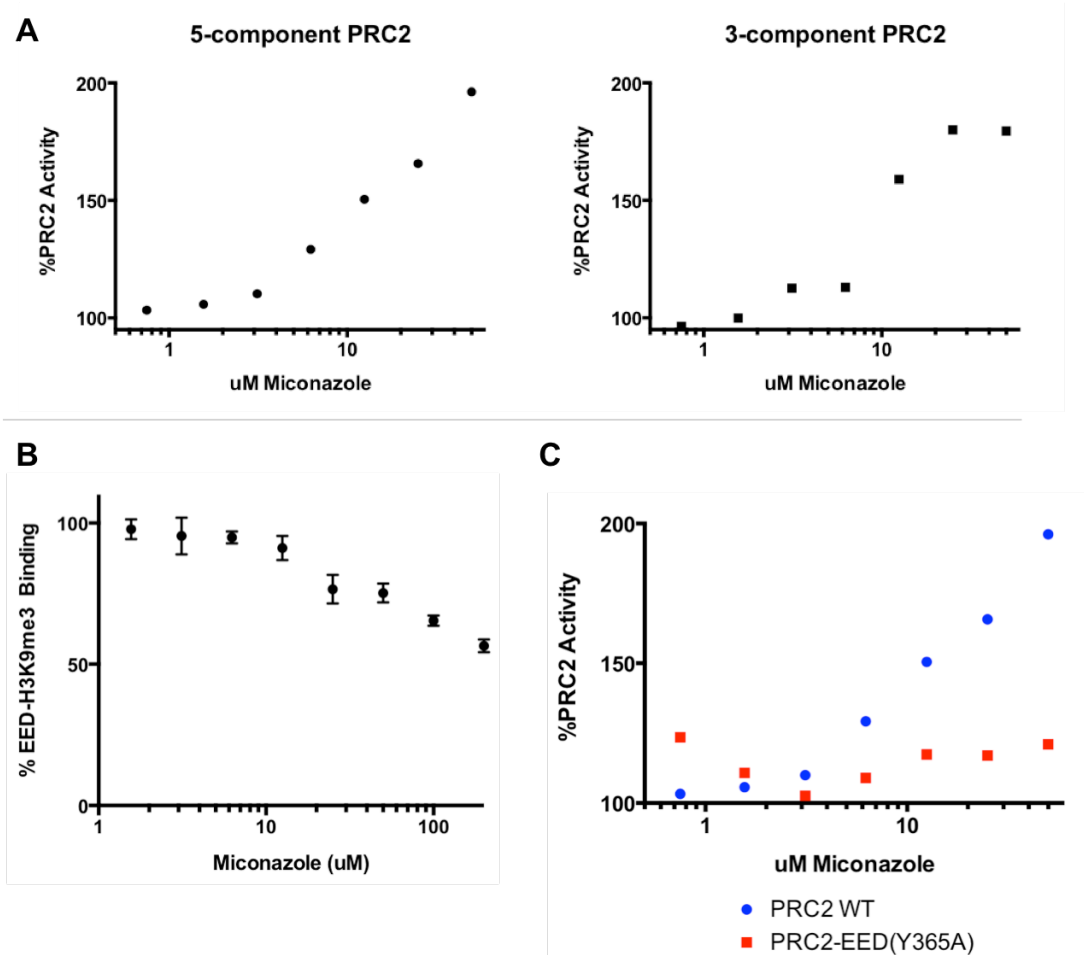 A
5-component PRC2
3-component PRC2
200
150
100
%PRC2 Activity
1
10
uM Miconazole
200
150
100
%PRC2 Activity
1
10
uM Miconazole
B
C
100
50
0
% EED-H3K9me3 Binding
1
10
100
Miconazole (uM)
200
150
100
%PRC2 Activity
1
10
uM Miconazole
PRC2 WT
PRC2-EED(Y365A)